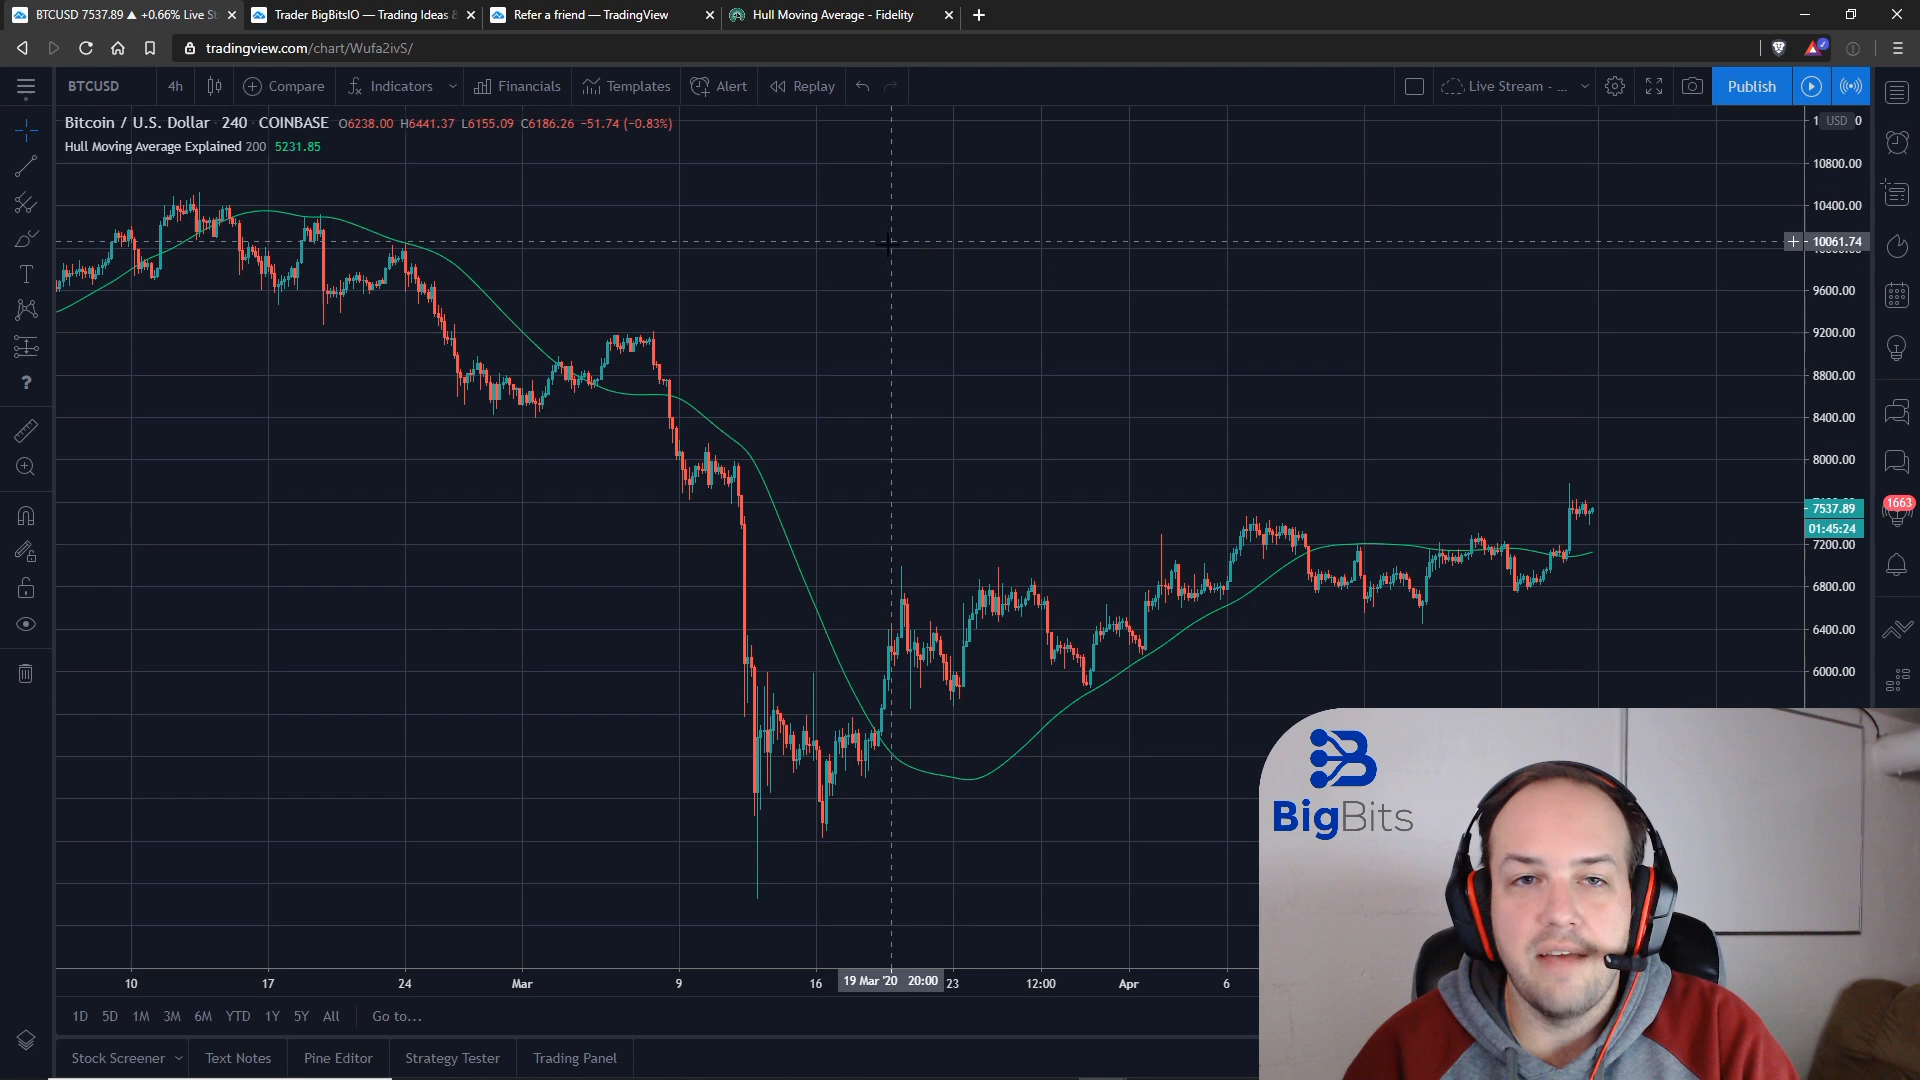 BTCUSD 7537.89 ▲ +0.66% Live St
Trader BigBitsIO — Trading Ideas &
Refer a friend — TradingView
Hull Moving Average - Fidelity
tradingview.com/chart/Wufa2ivS/
BTCUSD 4h Compare Indicators Financials Templates Alert Replay Live Stream - ... Publish
Bitcoin / U.S. Dollar 240 COINBASE O6238.00 H6441.37 L6155.09 C6186.26 −51.74 (−0.83%)
Hull Moving Average Explained 200 5231.85
USD
10800.00
10400.00
10061.74
9600.00
9200.00
8800.00
8400.00
8000.00
7537.89
01:45:24
7200.00
6800.00
6400.00
6000.00
1663
BigBits
10 17 24 Mar 9 16 19 Mar '20 20:00 23 12:00 Apr 6
1D 5D 1M 3M 6M YTD 1Y 5Y All Go to...
Stock Screener Text Notes Pine Editor Strategy Tester Trading Panel